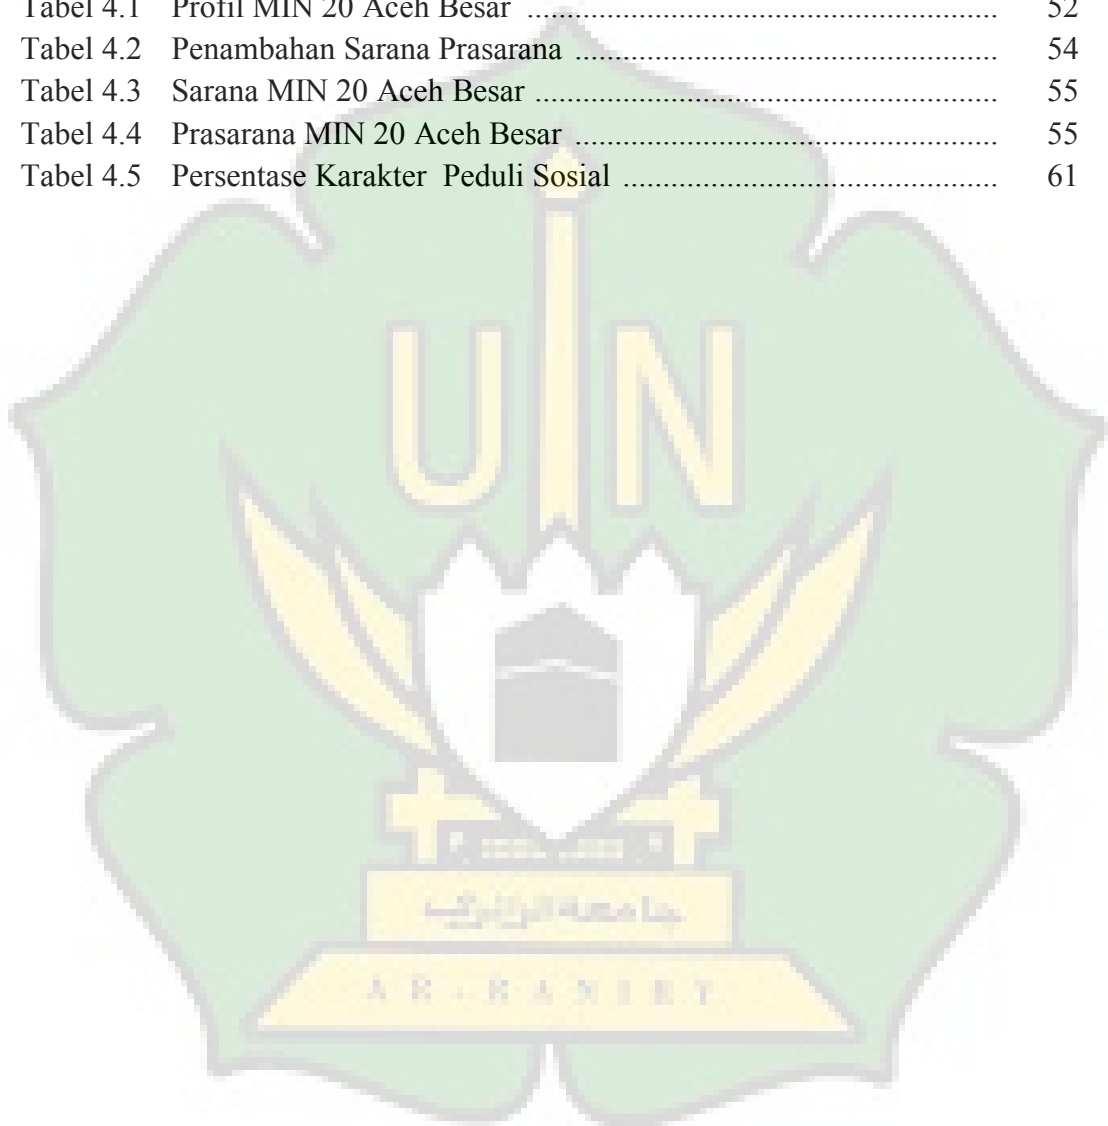 Tabel 4.1 Profil MIN 20 Aceh Besar ........................................................... 52
Tabel 4.2 Penambahan Sarana Prasarana ..................................................... 54
Tabel 4.3 Sarana MIN 20 Aceh Besar .......................................................... 55
Tabel 4.4 Prasarana MIN 20 Aceh Besar ..................................................... 55
Tabel 4.5 Persentase Karakter Peduli Sosial ............................................... 61
UIN
جامعة الرانري
AR-RANIRY